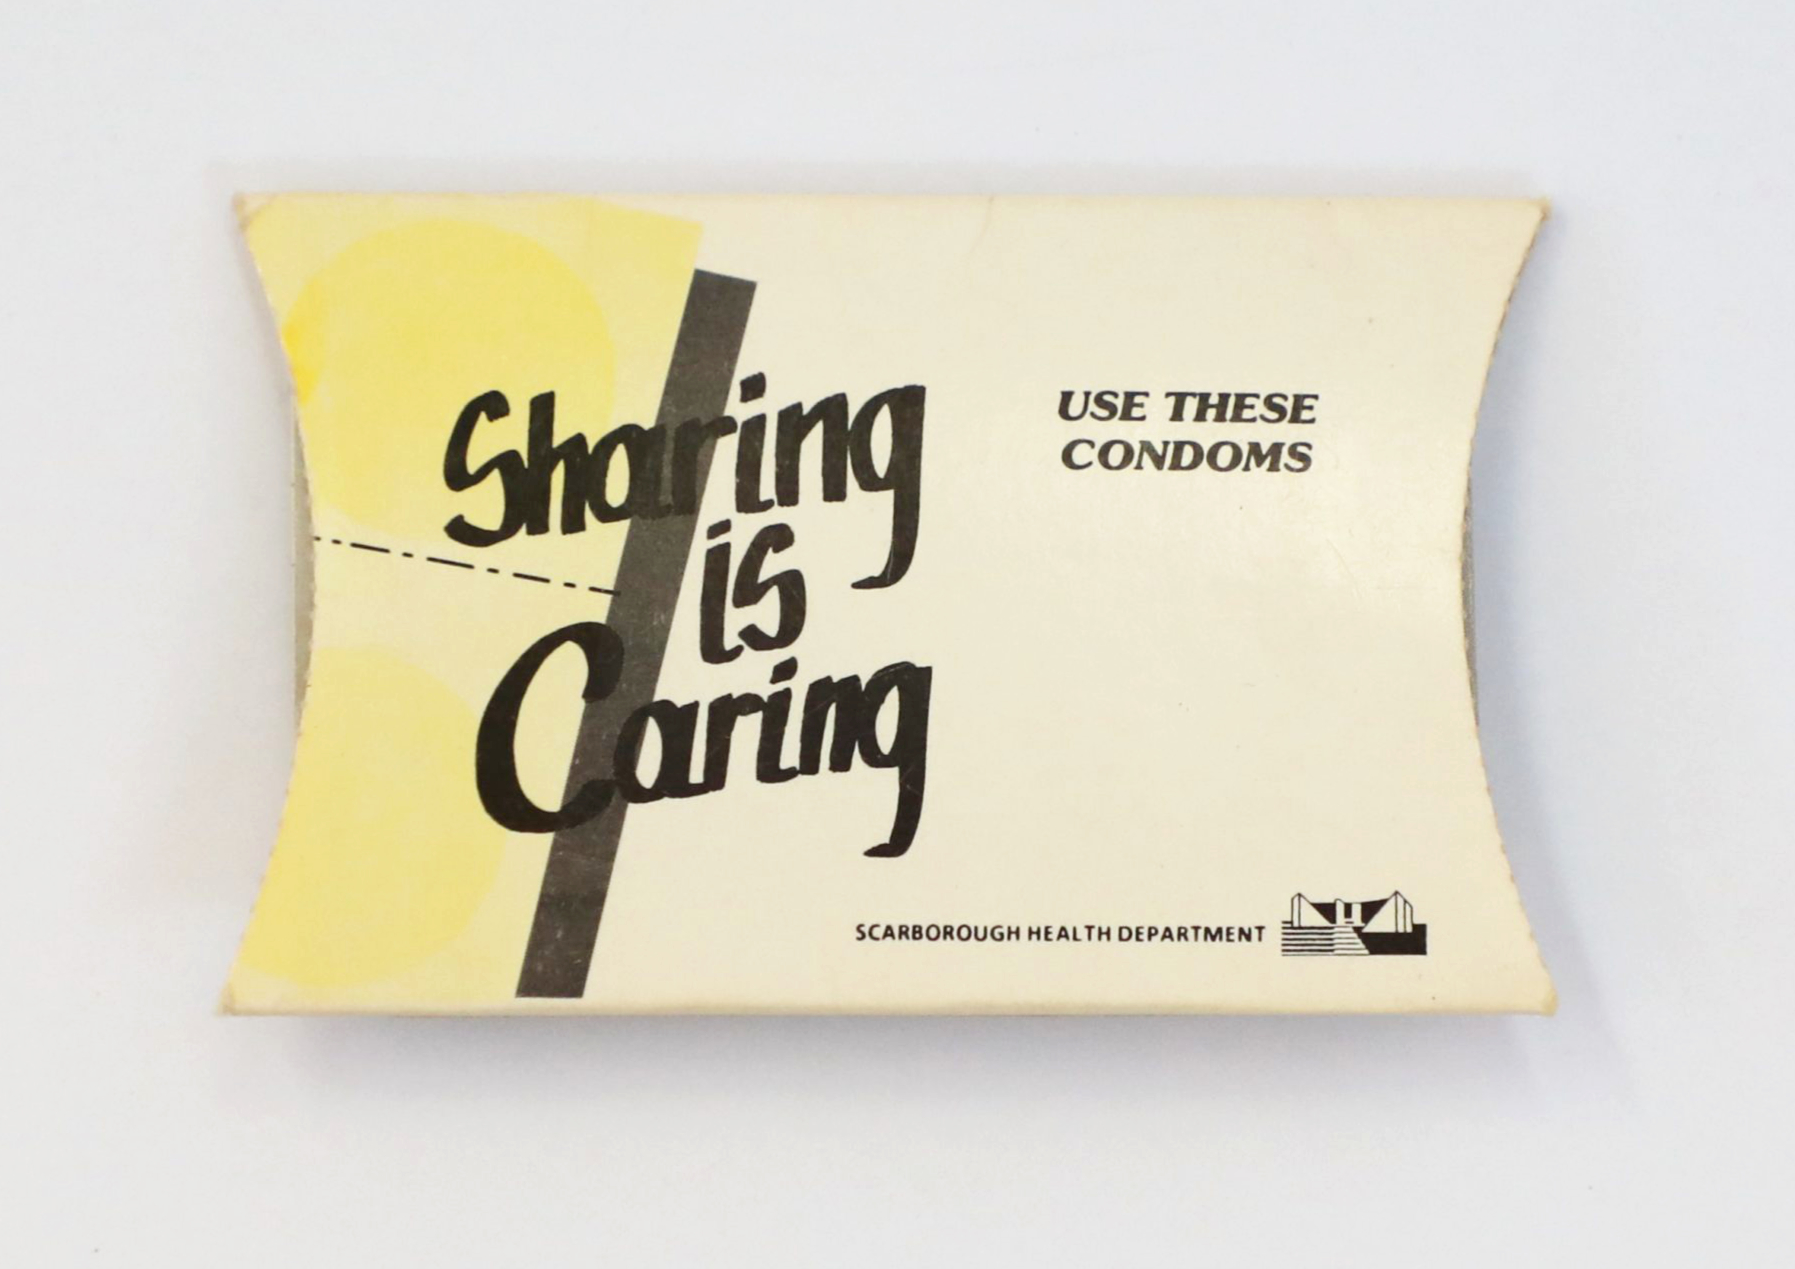 Sharing
is
Caring
USE THESE
CONDOMS
SCARBOROUGH HEALTH DEPARTMENT